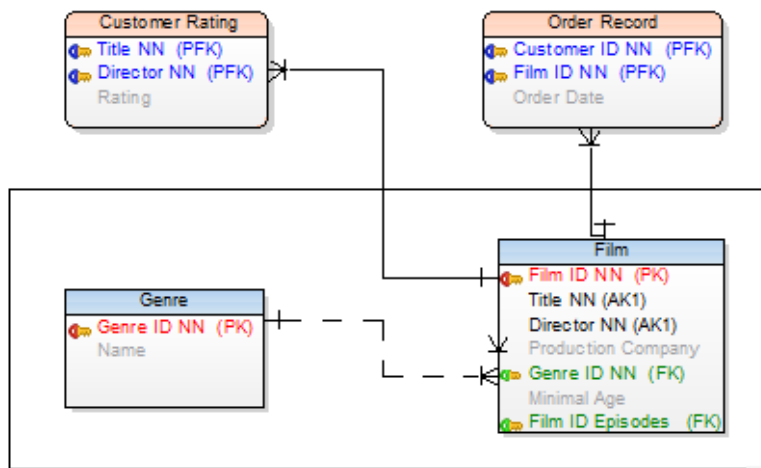 Customer Rating
Title NN (PFK)
Director NN (PFK)
Rating
Order Record
Customer ID NN (PFK)
Film ID NN (PFK)
Order Date
Genre
Genre ID NN (PK)
Name
Film
Film ID NN (PK)
Title NN (AK1)
Director NN (AK1)
Production Company
Genre ID NN (FK)
Minimal Age
Film ID Episodes (FK)